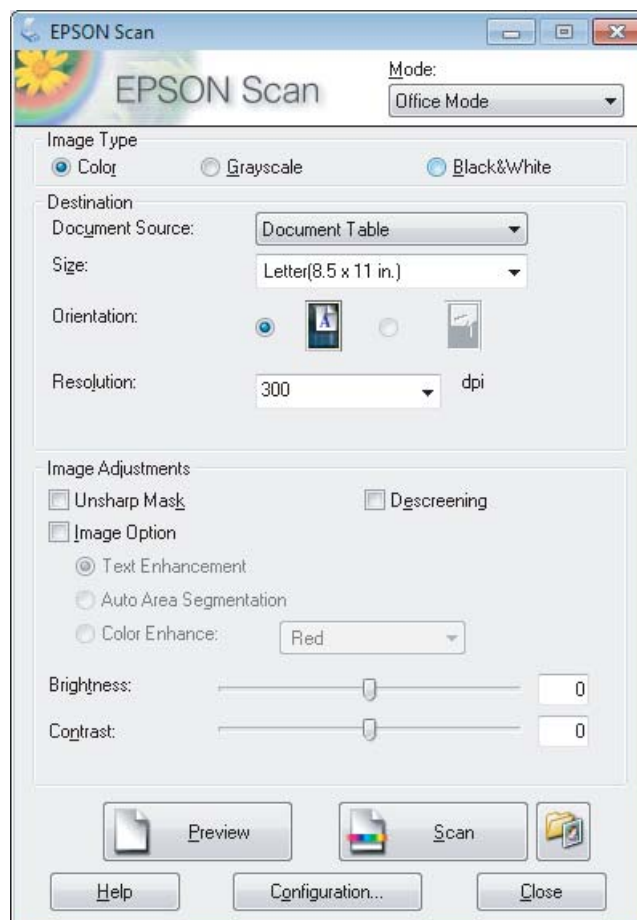 EPSON Scan
EPSON Scan
Mode:
Office Mode
Image Type
Color
Grayscale
Black&White
Destination
Document Source:
Document Table
Size:
Letter(8.5 x 11 in.)
Orientation:
A
Resolution:
300
dpi
Image Adjustments
Unsharp Mask
Descreening
Image Option
Text Enhancement
Auto Area Segmentation
Color Enhance:
Red
Brightness:
0
Contrast:
0
Preview
Scan
Help
Configuration...
Close